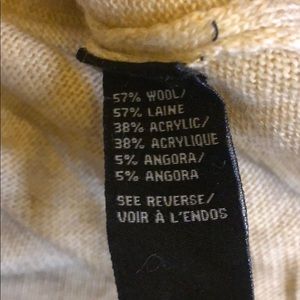 57% WOOL/
57% LAINE
38% ACRYLIC/
38% ACRYLIQUE
5% ANGORA/
5% ANGORA
SEE REVERSE/
VOIR À L'ENDOS